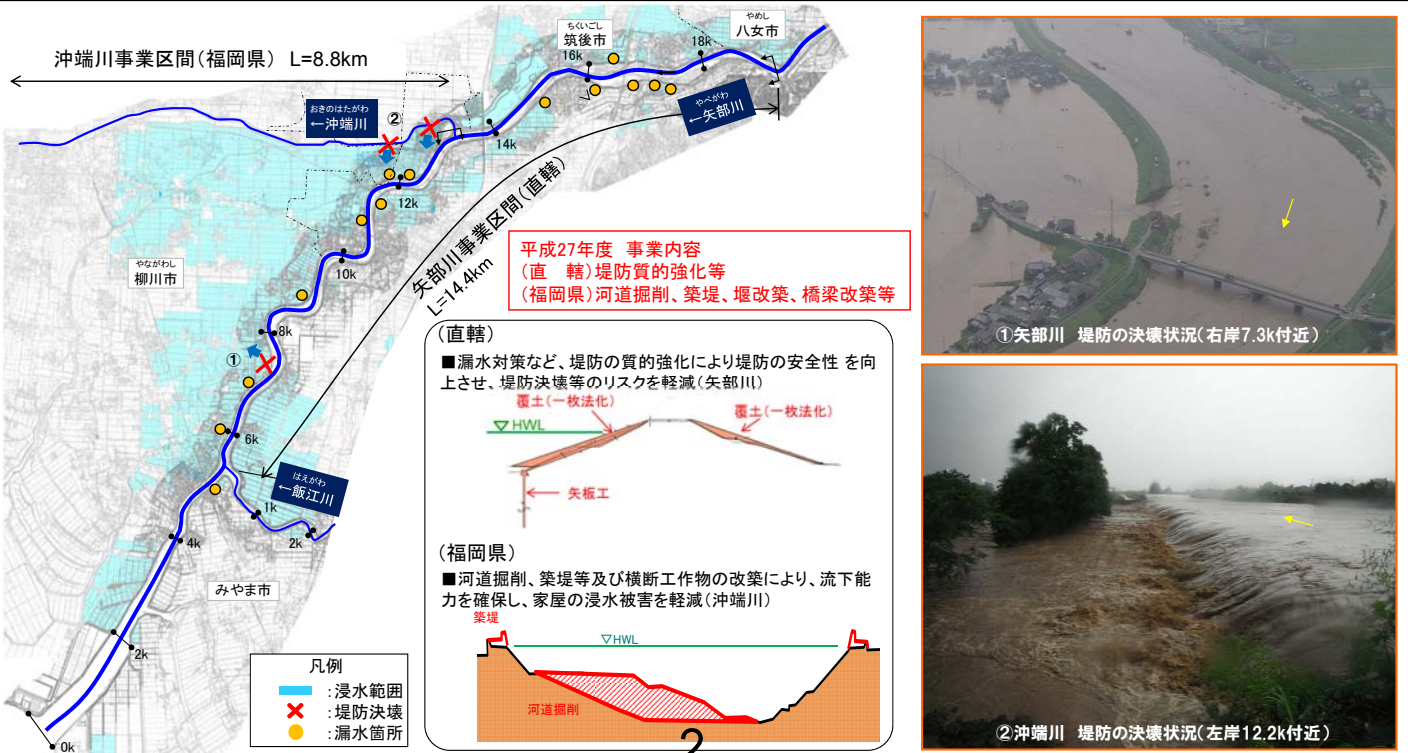 沖端川事業区間(福岡県) L=8.8km
ちくいごし
筑後市
やめし
八女市
18k
16k
おきのはたがわ
←沖端川
②
やべがわ
←矢部川
14k
12k
矢部川事業区間(直轄)
L=14.4km
やながわし
柳川市
10k
8k
①
6k
はえがわ
←飯江川
1k
2k
4k
みやま市
2k
0k
凡例
:浸水範囲
:堤防決壊
:漏水箇所
平成27年度 事業内容
(直 轄)堤防質的強化等
(福岡県)河道掘削、築堤、堰改築、橋梁改築等
(直轄)
■漏水対策など、堤防の質的強化により堤防の安全性 を向
上させ、堤防決壊等のリスクを軽減(矢部川)
覆土(一枚法化)
覆土(一枚法化)
▽HWL
矢板工
(福岡県)
■河道掘削、築堤等及び横断工作物の改築により、流下能
力を確保し、家屋の浸水被害を軽減(沖端川)
築堤
▽HWL
河道掘削
2
①矢部川 堤防の決壊状況(右岸7.3k付近)
②沖端川 堤防の決壊状況(左岸12.2k付近)